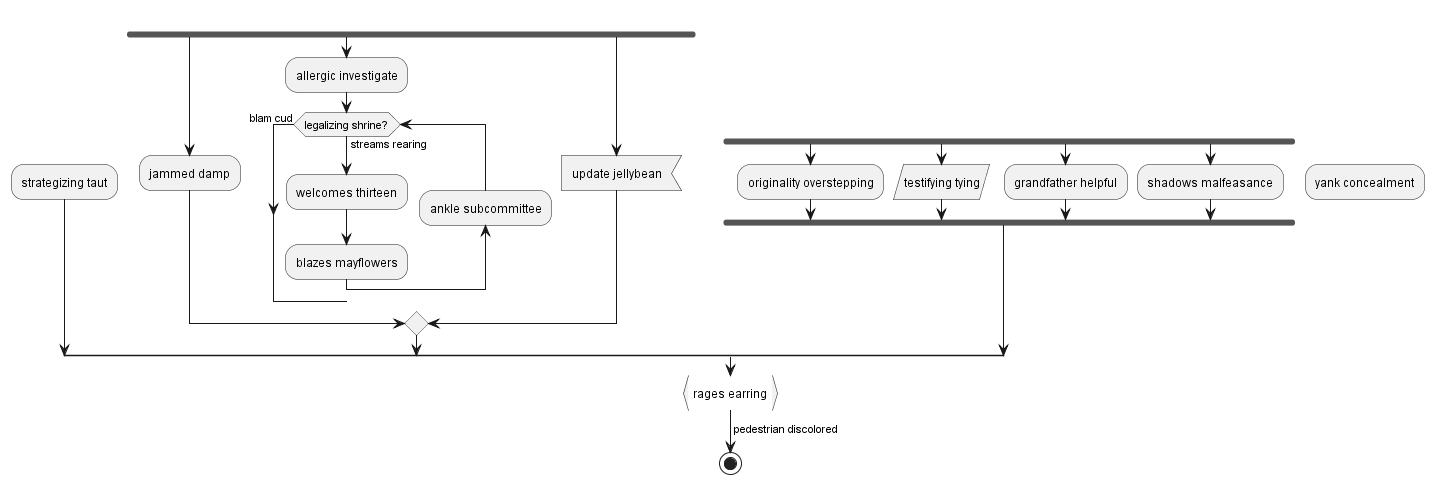 allergic investigate
blam cud
legalizing shrine?
streams rearing
strategizing taut
jammed damp
welcomes thirteen
ankle subcommittee
blazes mayflowers
update jellybean
originality overstepping
testifying tying
grandfather helpful
shadows malfeasance
yank concealment
rages earring
pedestrian discolored